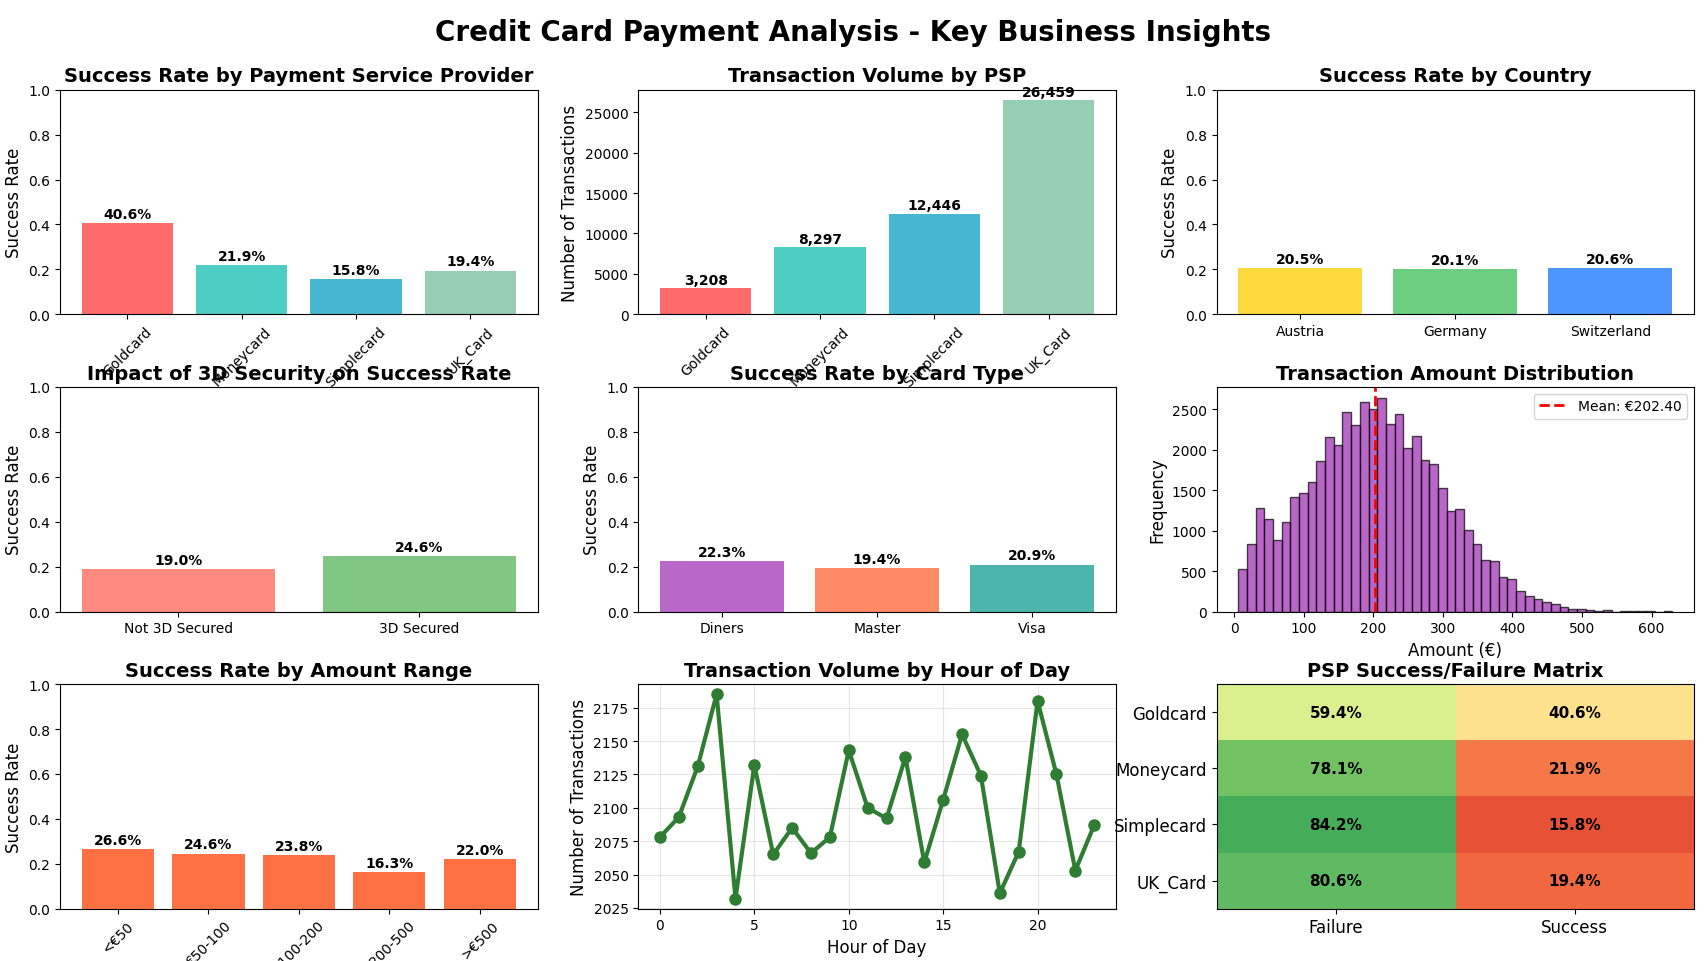 Credit Card Payment Analysis - Key Business Insights
Success Rate by Payment Service Provider
Success Rate
1.0
0.8
0.6
0.4
0.2
0.0
40.6%
21.9%
15.8%
19.4%
Goldcard
Moneycard
Simplecard
UK_Card
Transaction Volume by PSP
Number of Transactions
25000
20000
15000
10000
5000
0
3,208
8,297
12,446
26,459
Goldcard
Moneycard
Simplecard
UK_Card
Success Rate by Country
Success Rate
1.0
0.8
0.6
0.4
0.2
0.0
20.5%
20.1%
20.6%
Austria
Germany
Switzerland
Impact of 3D Security on Success Rate
Success Rate
1.0
0.8
0.6
0.4
0.2
0.0
19.0%
24.6%
Not 3D Secured
3D Secured
Success Rate by Card Type
Success Rate
1.0
0.8
0.6
0.4
0.2
0.0
22.3%
19.4%
20.9%
Diners
Master
Visa
Transaction Amount Distribution
Frequency
2500
2000
1500
1000
500
0
Mean: €202.40
0
100
200
300
400
500
600
Amount (€)
Success Rate by Amount Range
Success Rate
1.0
0.8
0.6
0.4
0.2
0.0
26.6%
24.6%
23.8%
16.3%
22.0%
<€50
€50-100
100-200
200-500
>€500
Transaction Volume by Hour of Day
Number of Transactions
2175
2150
2125
2100
2075
2050
2025
0
5
10
15
20
Hour of Day
PSP Success/Failure Matrix
Goldcard
59.4%
40.6%
Moneycard
78.1%
21.9%
Simplecard
84.2%
15.8%
UK_Card
80.6%
19.4%
Failure
Success